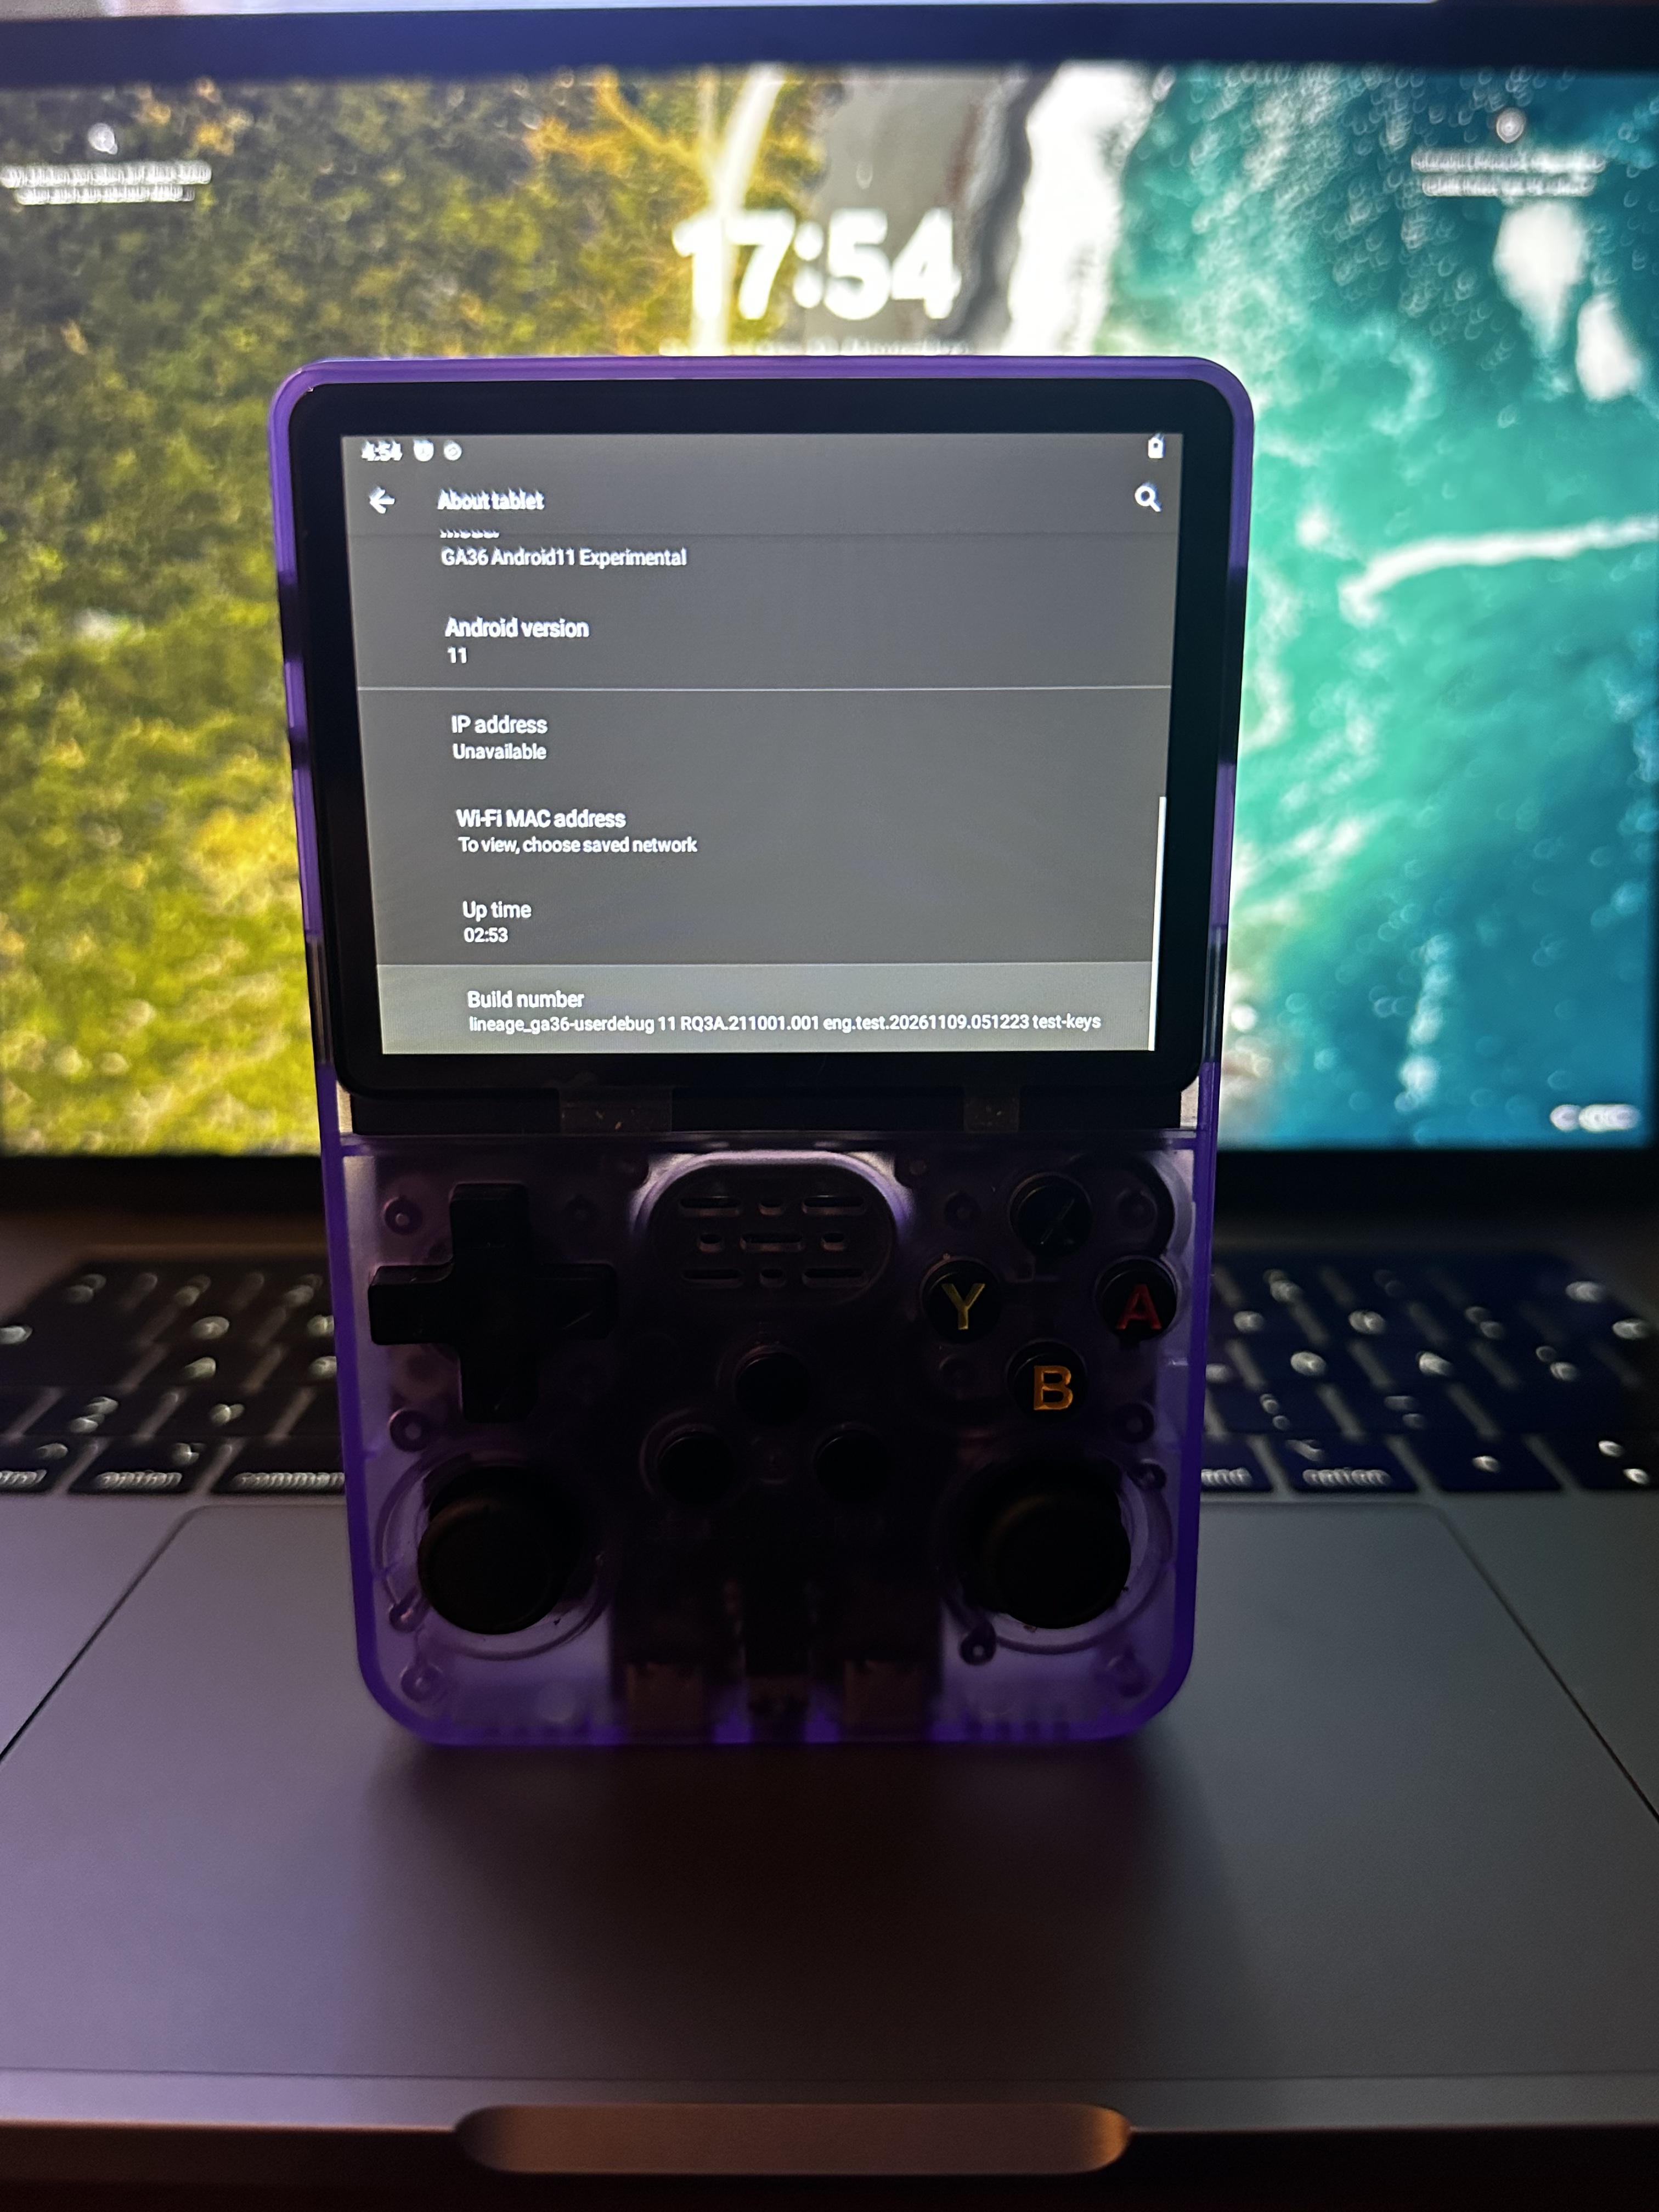 17:54
4:54
About tablet
GA36 Android11 Experimental
Android version
11
IP address
Unavailable
Wi-Fi MAC address
To view, choose saved network
Up time
02:53
Build number
lineage_ga36-userdebug 11 RQ3A.211001.001 eng.test.20261109.051223 test-keys
X
Y
A
B
option
option